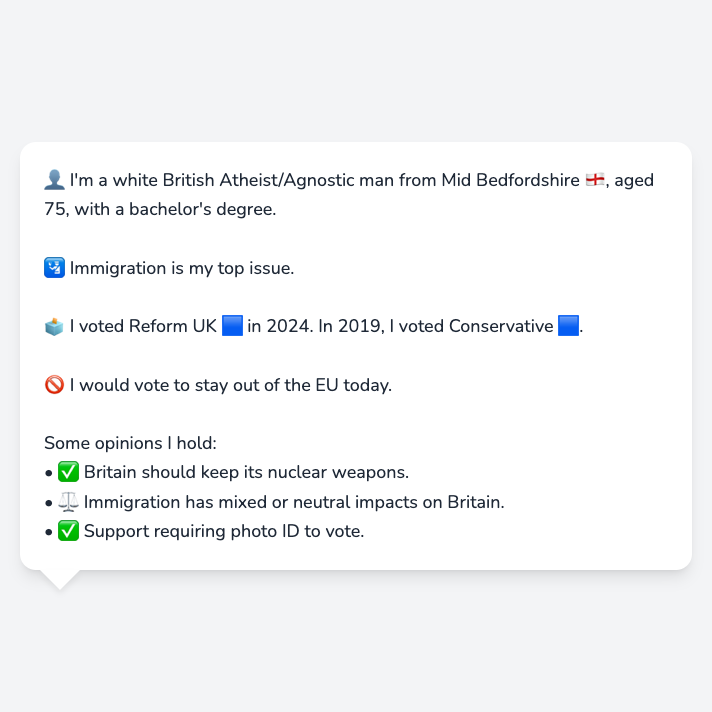 👤 I'm a white British Atheist/Agnostic man from Mid Bedfordshire 🏴󠁧󠁢󠁥󠁮󠁧󠁿, aged
75, with a bachelor's degree.
🛂 Immigration is my top issue.
🗳️ I voted Reform UK 🟦 in 2024. In 2019, I voted Conservative 🟦.
🚫 I would vote to stay out of the EU today.
Some opinions I hold:
• ✅ Britain should keep its nuclear weapons.
• ⚖️ Immigration has mixed or neutral impacts on Britain.
• ✅ Support requiring photo ID to vote.